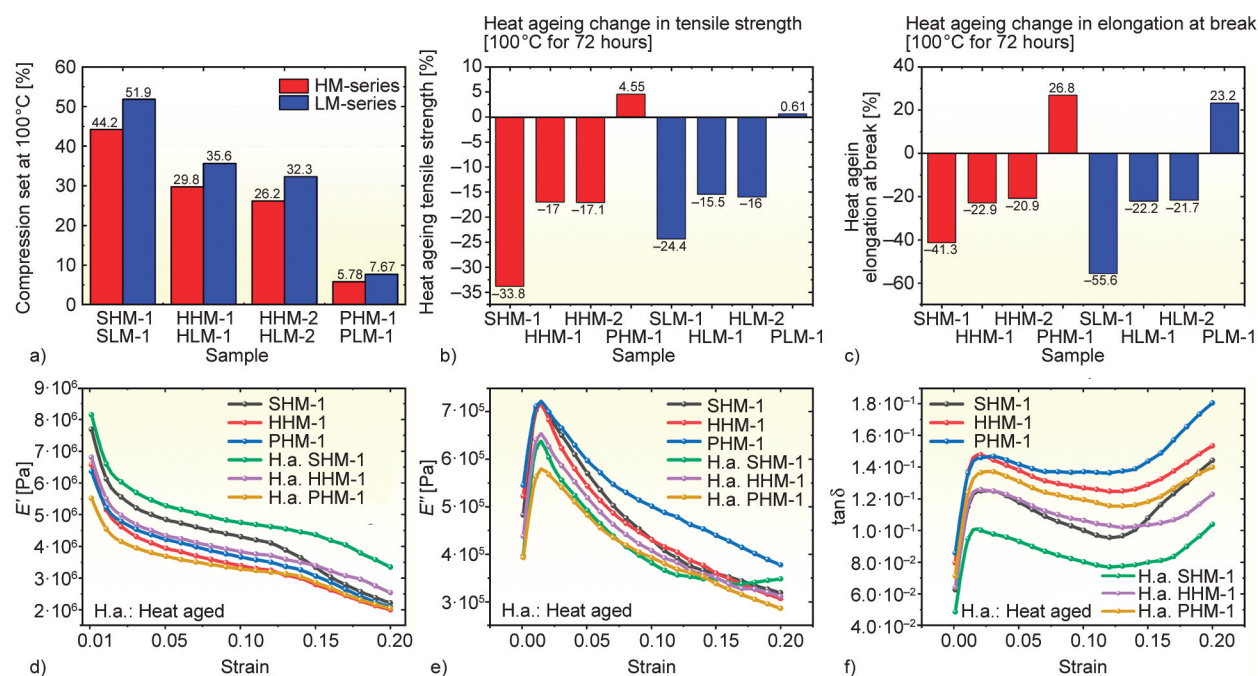 Compression set at 100°C [%]
60
50
40
30
20
10
0
HM-series
LM-series
44.2
51.9
29.8
35.6
26.2
32.3
5.78
7.67
SHM-1 HHM-1 HHM-2 PHM-1
SLM-1 HLM-1 HLM-2 PLM-1
Sample
a)
Heat ageing change in tensile strength
[100°C for 72 hours]
Heat ageing tensile strength [%]
10
5
0
–5
–10
–15
–20
–25
–30
–35
–33.8
–17
–17.1
4.55
–24.4
–15.5
–16
0.61
SHM-1 HHM-2 SLM-1 HLM-2
HHM-1 PHM-1 HLM-1 PLM-1
Sample
b)
Heat ageing change in elongation at break
[100°C for 72 hours]
Heat agein
elongation at break [%]
40
20
0
–20
–40
–60
–41.3
–22.9
–20.9
26.8
–55.6
–22.2
–21.7
23.2
SHM-1 HHM-2 SLM-1 HLM-2
HHM-1 PHM-1 HLM-1 PLM-1
Sample
c)
E' [Pa]
9·10⁶
8·10⁶
7·10⁶
6·10⁶
5·10⁶
4·10⁶
3·10⁶
2·10⁶
SHM-1
HHM-1
PHM-1
H.a. SHM-1
H.a. HHM-1
H.a. PHM-1
H.a.: Heat aged
0.01 0.05 0.10 0.15 0.20
Strain
d)
E'' [Pa]
7·10⁵
6·10⁵
5·10⁵
4·10⁵
3·10⁵
SHM-1
HHM-1
PHM-1
H.a. SHM-1
H.a. HHM-1
H.a. PHM-1
H.a.: Heat aged
0.00 0.05 0.10 0.15 0.20
Strain
e)
tanδ
1.8·10⁻¹
1.6·10⁻¹
1.4·10⁻¹
1.2·10⁻¹
1.0·10⁻¹
8.0·10⁻²
6.0·10⁻²
4.0·10⁻²
SHM-1
HHM-1
PHM-1
H.a. SHM-1
H.a. HHM-1
H.a. PHM-1
H.a.: Heat aged
0.00 0.05 0.10 0.15 0.20
Strain
f)